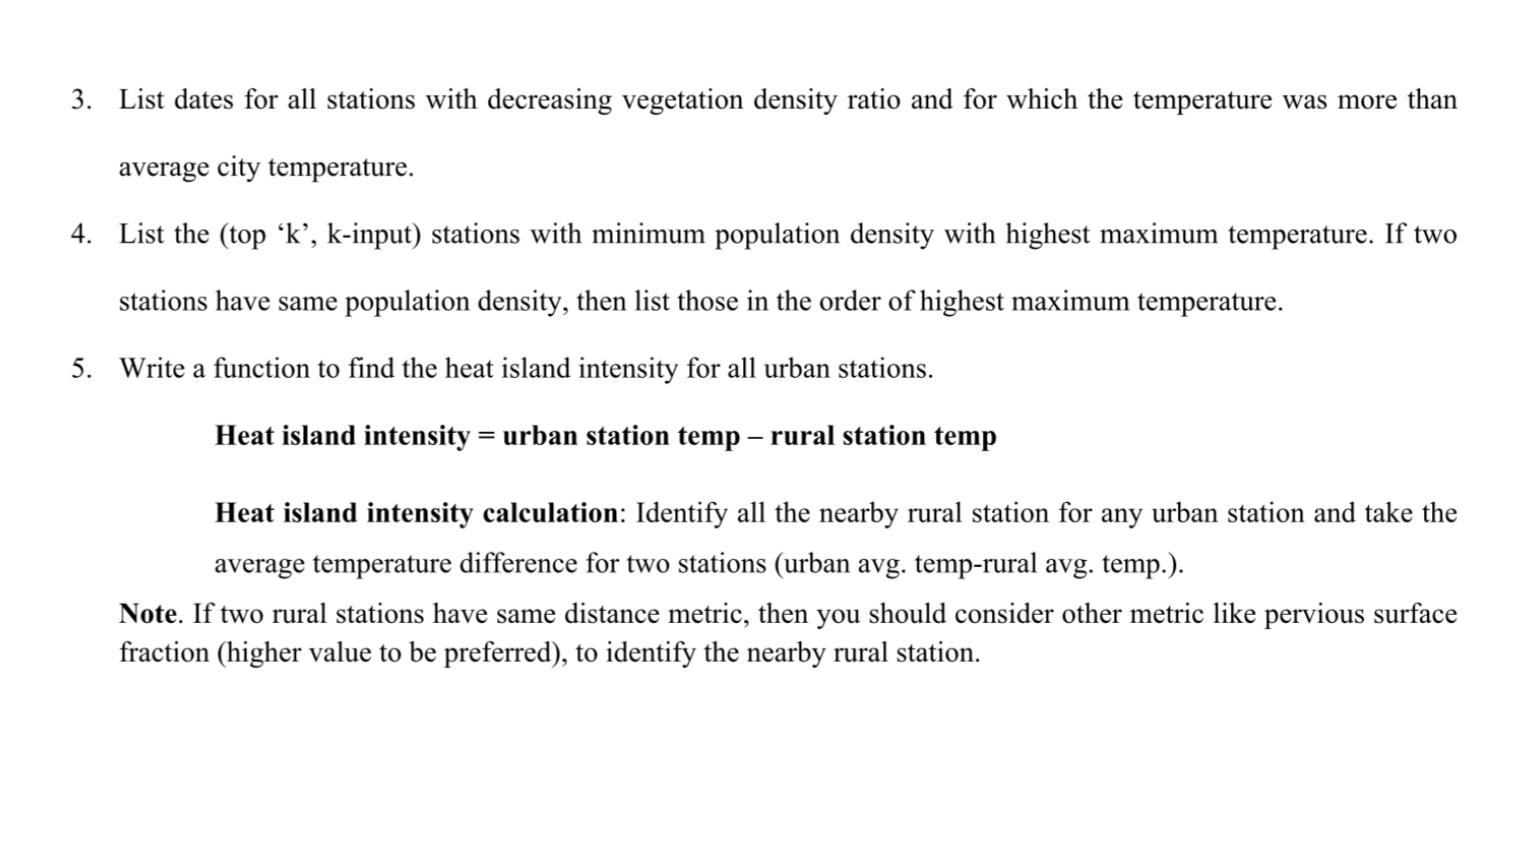 3. List dates for all stations with decreasing vegetation density ratio and for which the temperature was more than
average city temperature.
4. List the (top ‘k’, k-input) stations with minimum population density with highest maximum temperature. If two
stations have same population density, then list those in the order of highest maximum temperature.
5. Write a function to find the heat island intensity for all urban stations.
Heat island intensity = urban station temp – rural station temp
Heat island intensity calculation: Identify all the nearby rural station for any urban station and take the
average temperature difference for two stations (urban avg. temp-rural avg. temp.).
Note. If two rural stations have same distance metric, then you should consider other metric like pervious surface
fraction (higher value to be preferred), to identify the nearby rural station.